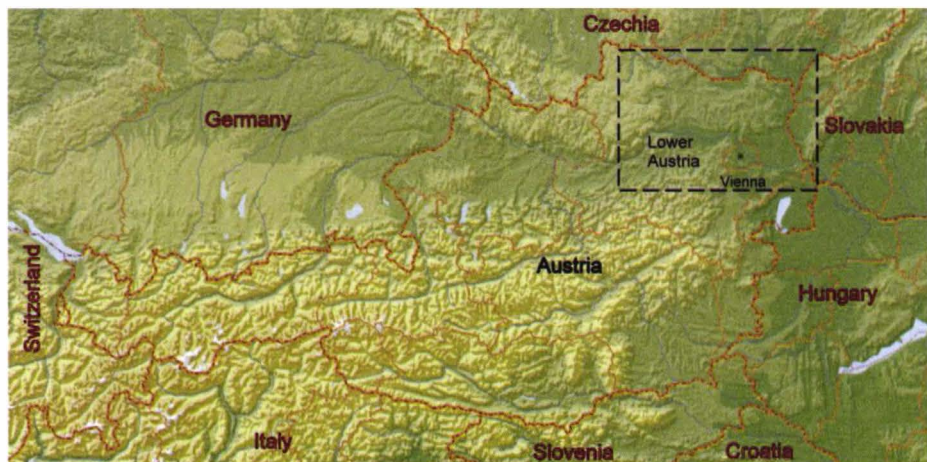 Czechia
Germany
Slovakia
Lower
Austria
Vienna
Switzerland
Austria
Hungary
Italy
Slovenia
Croatia